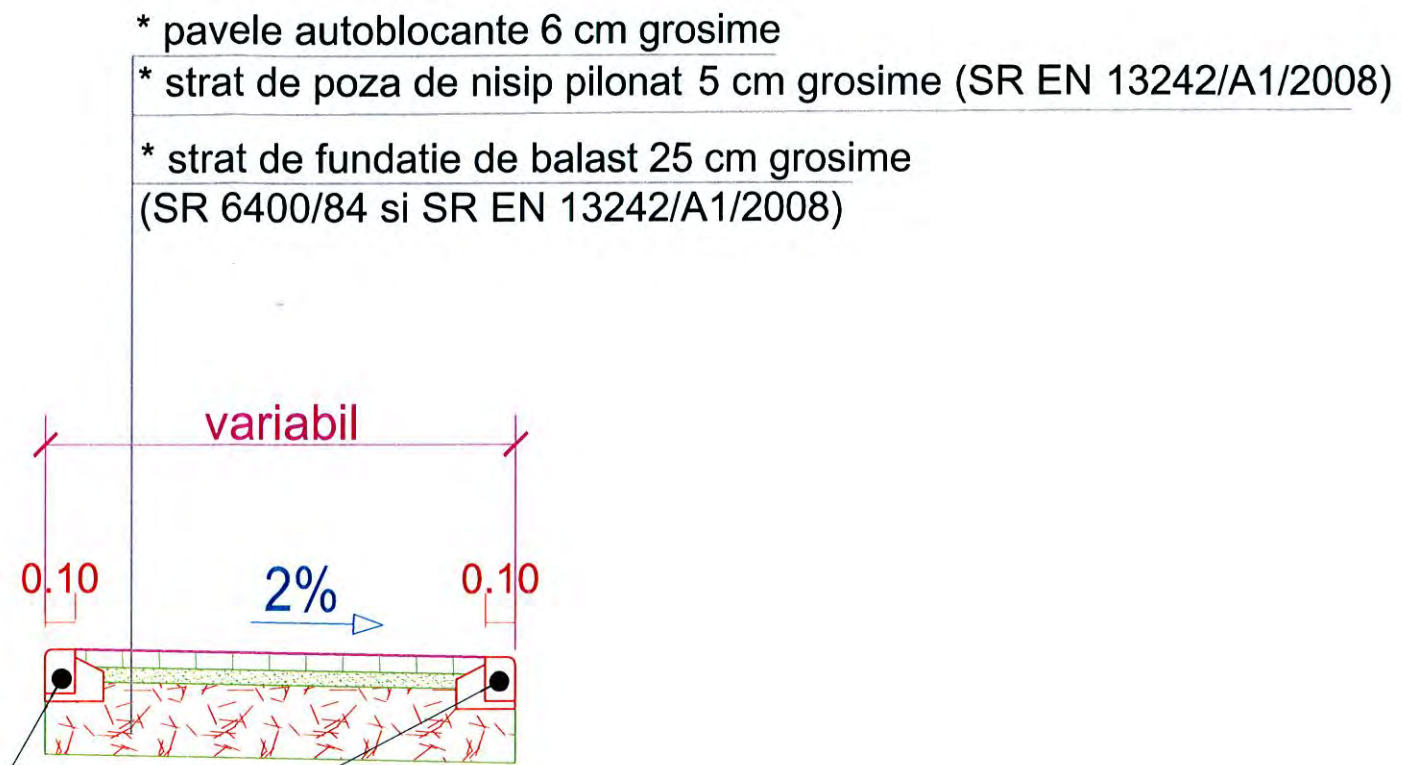 * pavele autoblocante 6 cm grosime
* strat de poza de nisip pilonat 5 cm grosime (SR EN 13242/A1/2008)
* strat de fundatie de balast 25 cm grosime
(SR 6400/84 si SR EN 13242/A1/2008)
variabil
0.10 2% 0.10